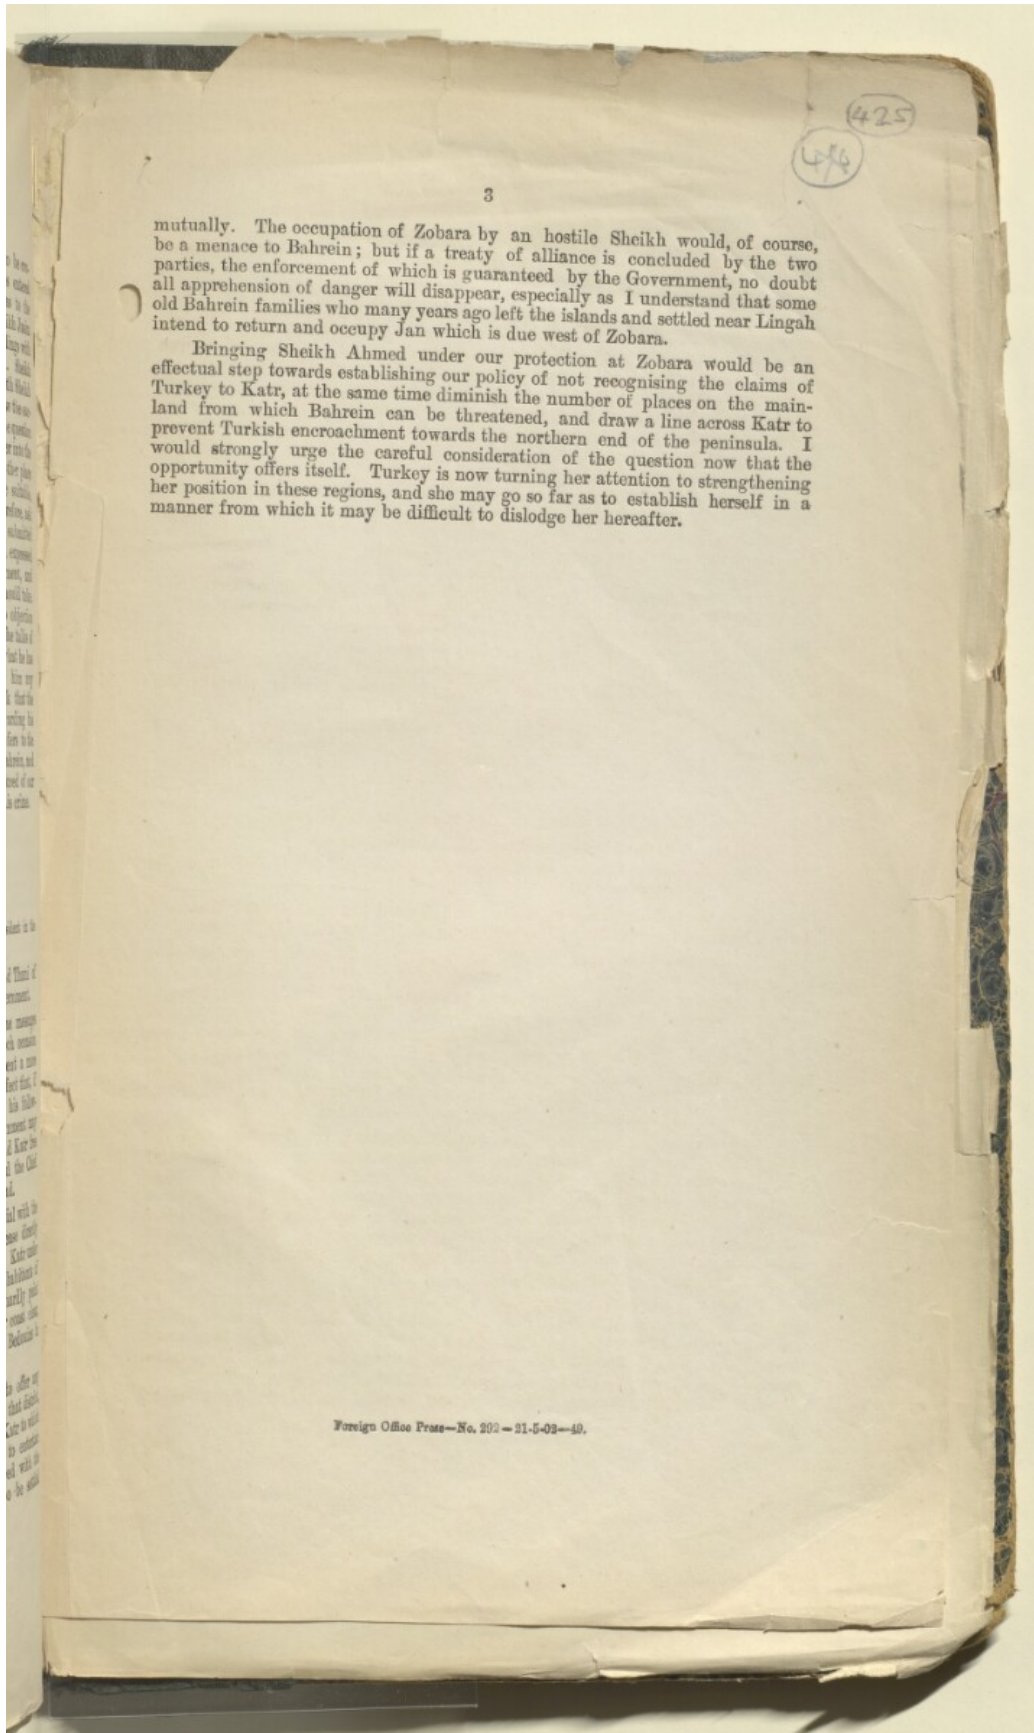 425
3
mutually. The occupation of Zobara by an hostile Sheikh would, of course,
be a menace to Bahrein; but if a treaty of alliance is concluded by the two
parties, the enforcement of which is guaranteed by the Government, no doubt
all apprehension of danger will disappear, especially as I understand that some
old Bahrein families who many years ago left the islands and settled near Lingah
intend to return and occupy Jan which is due west of Zobara.
Bringing Sheikh Ahmed under our protection at Zobara would be an
effectual step towards establishing our policy of not recognising the claims of
Turkey to Katr, at the same time diminish the number of places on the main-
land from which Bahrein can be threatened, and draw a line across Katr to
prevent Turkish encroachment towards the northern end of the peninsula. I
would strongly urge the careful consideration of the question now that the
opportunity offers itself. Turkey is now turning her attention to strengthening
her position in these regions, and she may go so far as to establish herself in a
manner from which it may be difficult to dislodge her hereafter.
Foreign Office Press—No. 292—21-5-02—49.